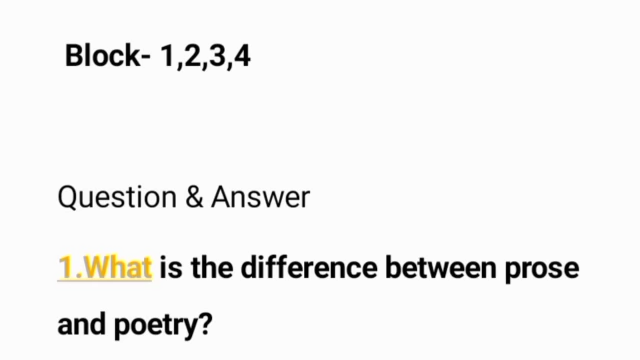 Block- 1,2,3,4
Question & Answer
1.What is the difference between prose
and poetry?